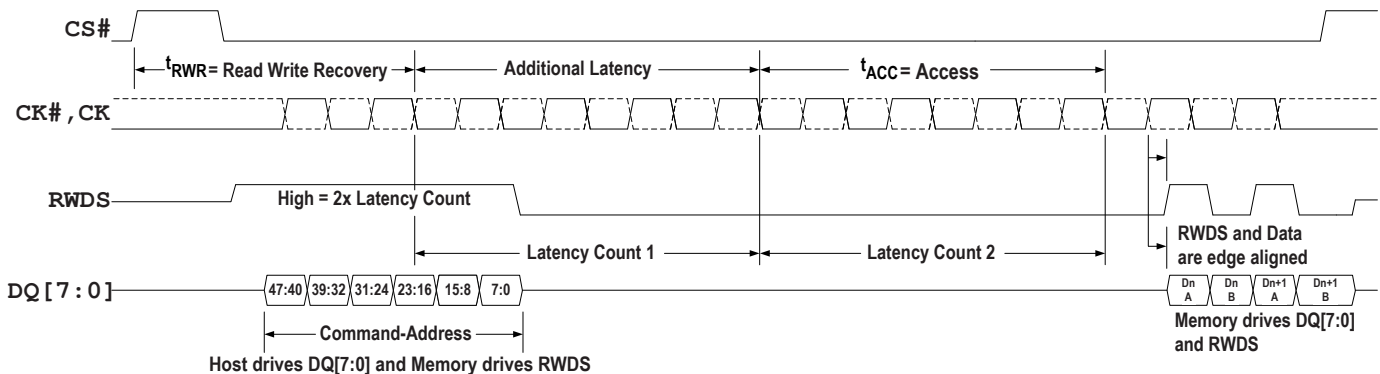 CS#
tRWR= Read Write Recovery
Additional Latency
tACC= Access
CK#,CK
RWDS
High = 2x Latency Count
Latency Count 1
Latency Count 2
RWDS and Data
are edge aligned
DQ[7:0]
47:40 39:32 31:24 23:16 15:8 7:0
Dn A
Dn B
Dn+1 A
Dn+1 B
Command-Address
Host drives DQ[7:0] and Memory drives RWDS
Memory drives DQ[7:0]
and RWDS